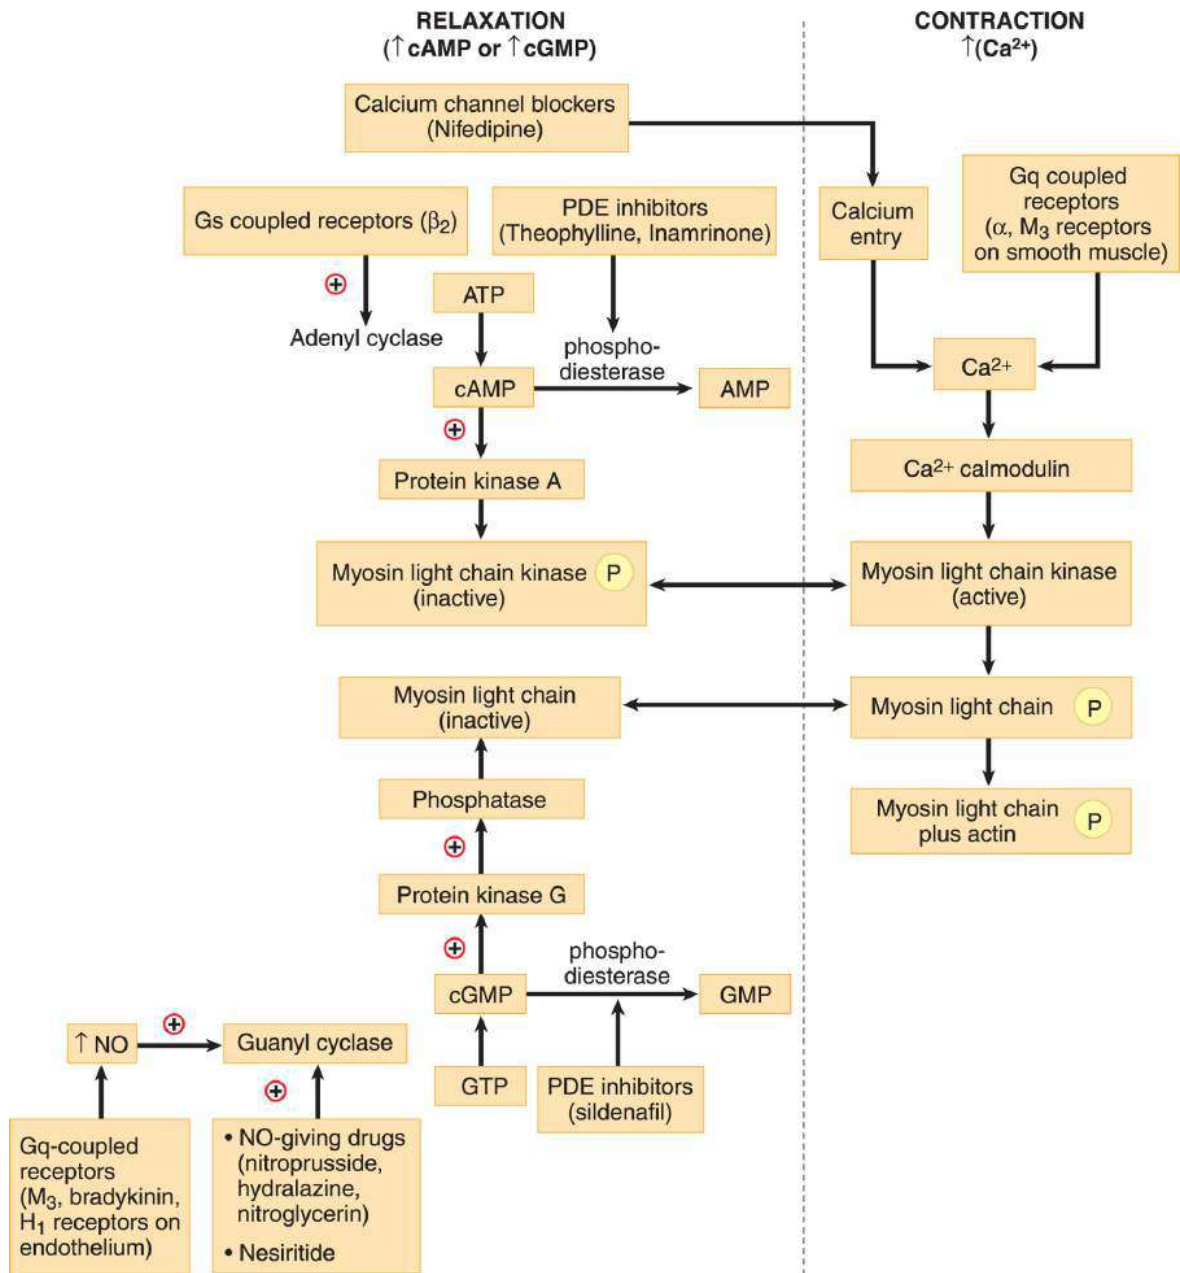 RELAXATION
(↑cAMP or ↑cGMP)
CONTRACTION
↑(Ca²⁺)
Calcium channel blockers
(Nifedipine)
Gs coupled receptors (β₂)
PDE inhibitors
(Theophylline, Inamrinone)
Calcium
entry
Gq coupled
receptors
(α, M₃ receptors
on smooth muscle)
+
ATP
Adenyl cyclase
phospho-
diesterase
cAMP
AMP
Ca²⁺
+
Protein kinase A
Ca²⁺ calmodulin
Myosin light chain kinase P
(inactive)
Myosin light chain kinase
(active)
Myosin light chain
(inactive)
Myosin light chain P
Phosphatase
Myosin light chain
plus actin P
+
Protein kinase G
+
phospho-
diesterase
cGMP
GMP
↑ NO
+
Guanyl cyclase
+
GTP
PDE inhibitors
(sildenafil)
Gq-coupled
receptors
(M₃, bradykinin,
H₁ receptors on
endothelium)
• NO-giving drugs
(nitroprusside,
hydralazine,
nitroglycerin)
• Nesiritide